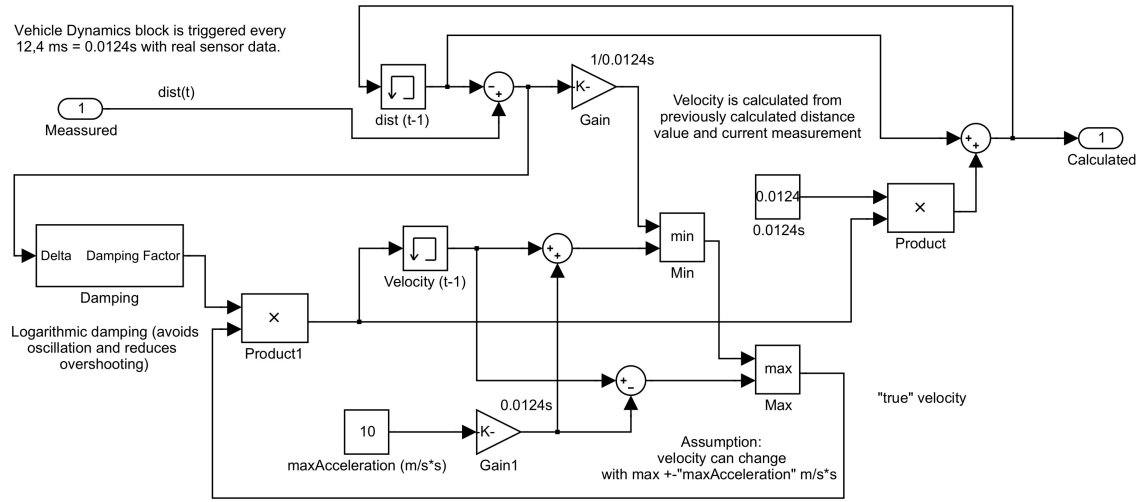 Vehicle Dynamics block is triggered every
12,4 ms = 0.0124s with real sensor data.
1
Meassured
dist(t)
dist (t-1)
−
+
1/0.0124s
-K-
Gain
Velocity is calculated from
previously calculated distance
value and current measurement
+
+
1
Calculated
0.0124
0.0124s
×
Product
Delta
Damping Factor
Damping
Logarithmic damping (avoids
oscillation and reduces
overshooting)
×
Product1
Velocity (t-1)
+
+
min
Min
+
−
max
Max
"true" velocity
10
maxAcceleration (m/s*s)
0.0124s
-K-
Gain1
Assumption:
velocity can change
with max +-"maxAcceleration" m/s*s